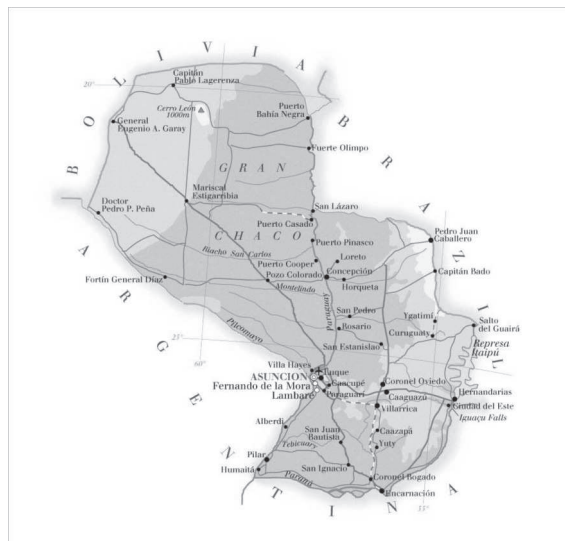 BOLIVIA
BRAZIL
ARGENTINA
20°
Capitán
Pablo Lagerenza
Cerro León
1000m
General
Eugenio A. Garay
Puerto
Bahía Negra
Fuerte Olimpo
GRAN
CHACO
Mariscal
Estigarribia
Doctor
Pedro P. Peña
San Lázaro
Puerto Casado
Pedro Juan
Caballero
Puerto Pinasco
Riacho San Carlos
Loreto
Puerto Cooper
Capitán Bado
Fortín General Díaz
Pozo Colorado
Concepción
Montelindo
Horqueta
Paraguay
San Pedro
Ygatimí
Salto
del Guairá
Pilcomayo
Rosario
Curuguaty
Represa
Itaipú
25°
San Estanislao
60°
Villa Hayes
Luque
ASUNCION
Fernando de la Mora
Lambaré
Caacupé
Paraguarí
Coronel Oviedo
Caaguazú
Hernandarias
Ciudad del Este
Iguaçu Falls
Villarrica
Alberdi
San Juan
Bautista
Caazapá
Tebicuary
Yuty
Pilar
Humaitá
San Ignacio
Coronel Bogado
Paraná
Encarnación
55°